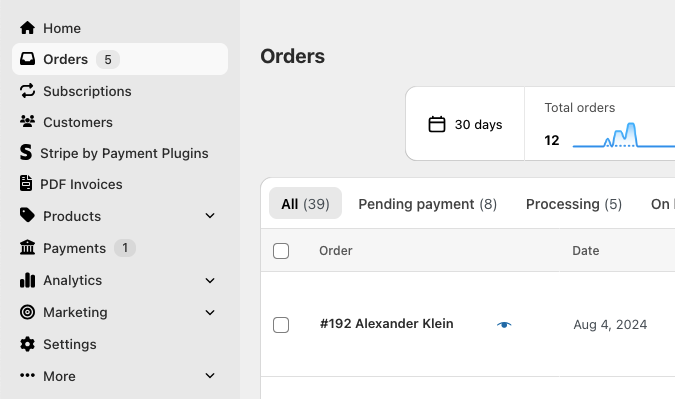 Home
Orders 5
Subscriptions
Customers
Stripe by Payment Plugins
PDF Invoices
Products
Payments 1
Analytics
Marketing
Settings
More
Orders
30 days
Total orders
12
All (39) Pending payment (8) Processing (5) On
Order Date
#192 Alexander Klein Aug 4, 2024